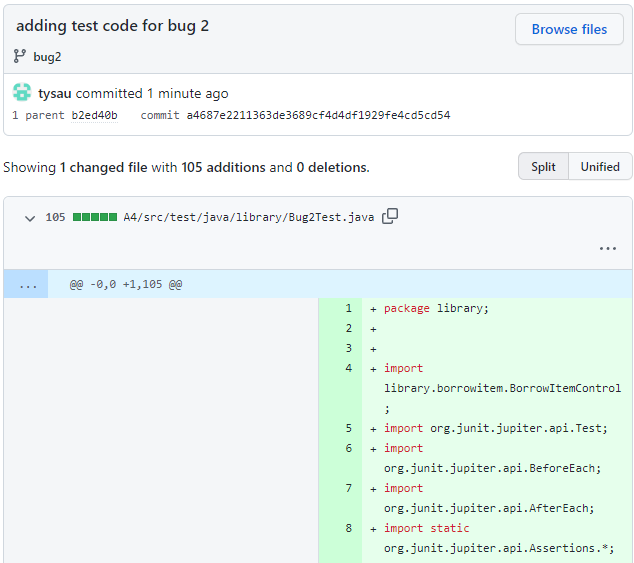 adding test code for bug 2
Browse files
bug2
tysau committed 1 minute ago
1 parent b2ed40b commit a4687e2211363de3689cf4d4df1929fe4cd5cd54
Showing 1 changed file with 105 additions and 0 deletions.
Split Unified
105 A4/src/test/java/library/Bug2Test.java
...
... @@ -0,0 +1,105 @@
1 + package library;
2 +
3 +
4 + import
library.borrowitem.BorrowItemControl
;
5 + import org.junit.jupiter.api.Test;
6 + import
org.junit.jupiter.api.BeforeEach;
7 + import
org.junit.jupiter.api.AfterEach;
8 + import static
org.junit.jupiter.api.Assertions.*;